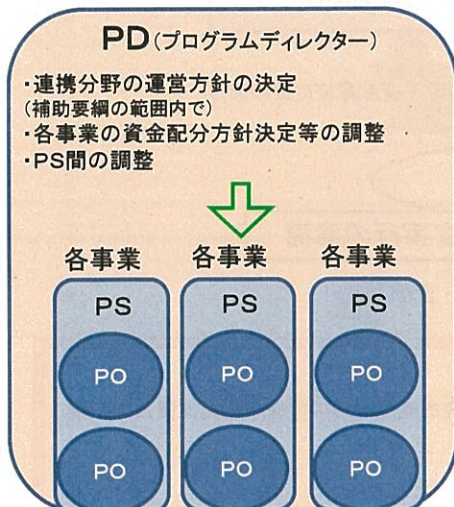 PD(プログラムディレクター)
・連携分野の運営方針の決定
(補助要綱の範囲内で)
・各事業の資金配分方針決定等の調整
・PS間の調整
各事業 各事業 各事業
PS PS PS
PO PO PO
PO PO PO